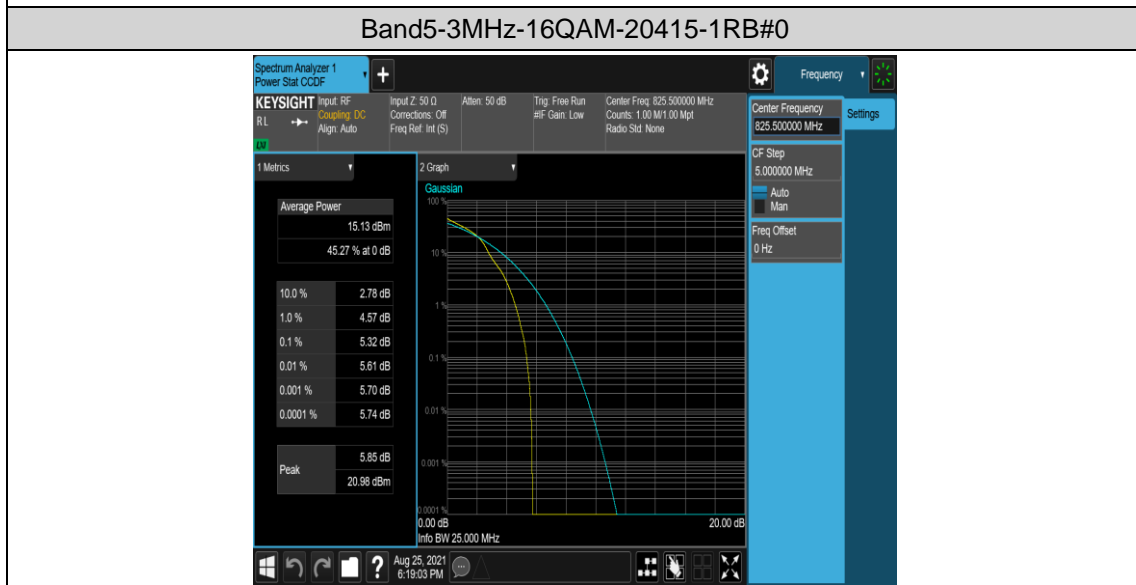 Band5-3MHz-16QAM-20415-1RB#0
Spectrum Analyzer 1
Power Stat CCDF
+
Frequency
KEYSIGHT
RL
Input: RF
Coupling: DC
Align: Auto
Input Z: 50 Ω
Corrections: Off
Freq Ref: Int (S)
Atten: 50 dB
Trig: Free Run
#IF Gain: Low
Center Freq: 825.500000 MHz
Counts: 1.00 M/1.00 Mpt
Radio Std: None
LXI
Center Frequency
825.500000 MHz
Settings
CF Step
5.000000 MHz
Auto
Man
Freq Offset
0 Hz
1 Metrics
Average Power
15.13 dBm
45.27 % at 0 dB
10.0 % 2.78 dB
1.0 % 4.57 dB
0.1 % 5.32 dB
0.01 % 5.61 dB
0.001 % 5.70 dB
0.0001 % 5.74 dB
Peak
5.85 dB
20.98 dBm
2 Graph
Gaussian
100 %
10 %
1 %
0.1 %
0.01 %
0.001 %
0.0001 %
0.00 dB 20.00 dB
Info BW 25.000 MHz
?
Aug 25, 2021
6:19:03 PM